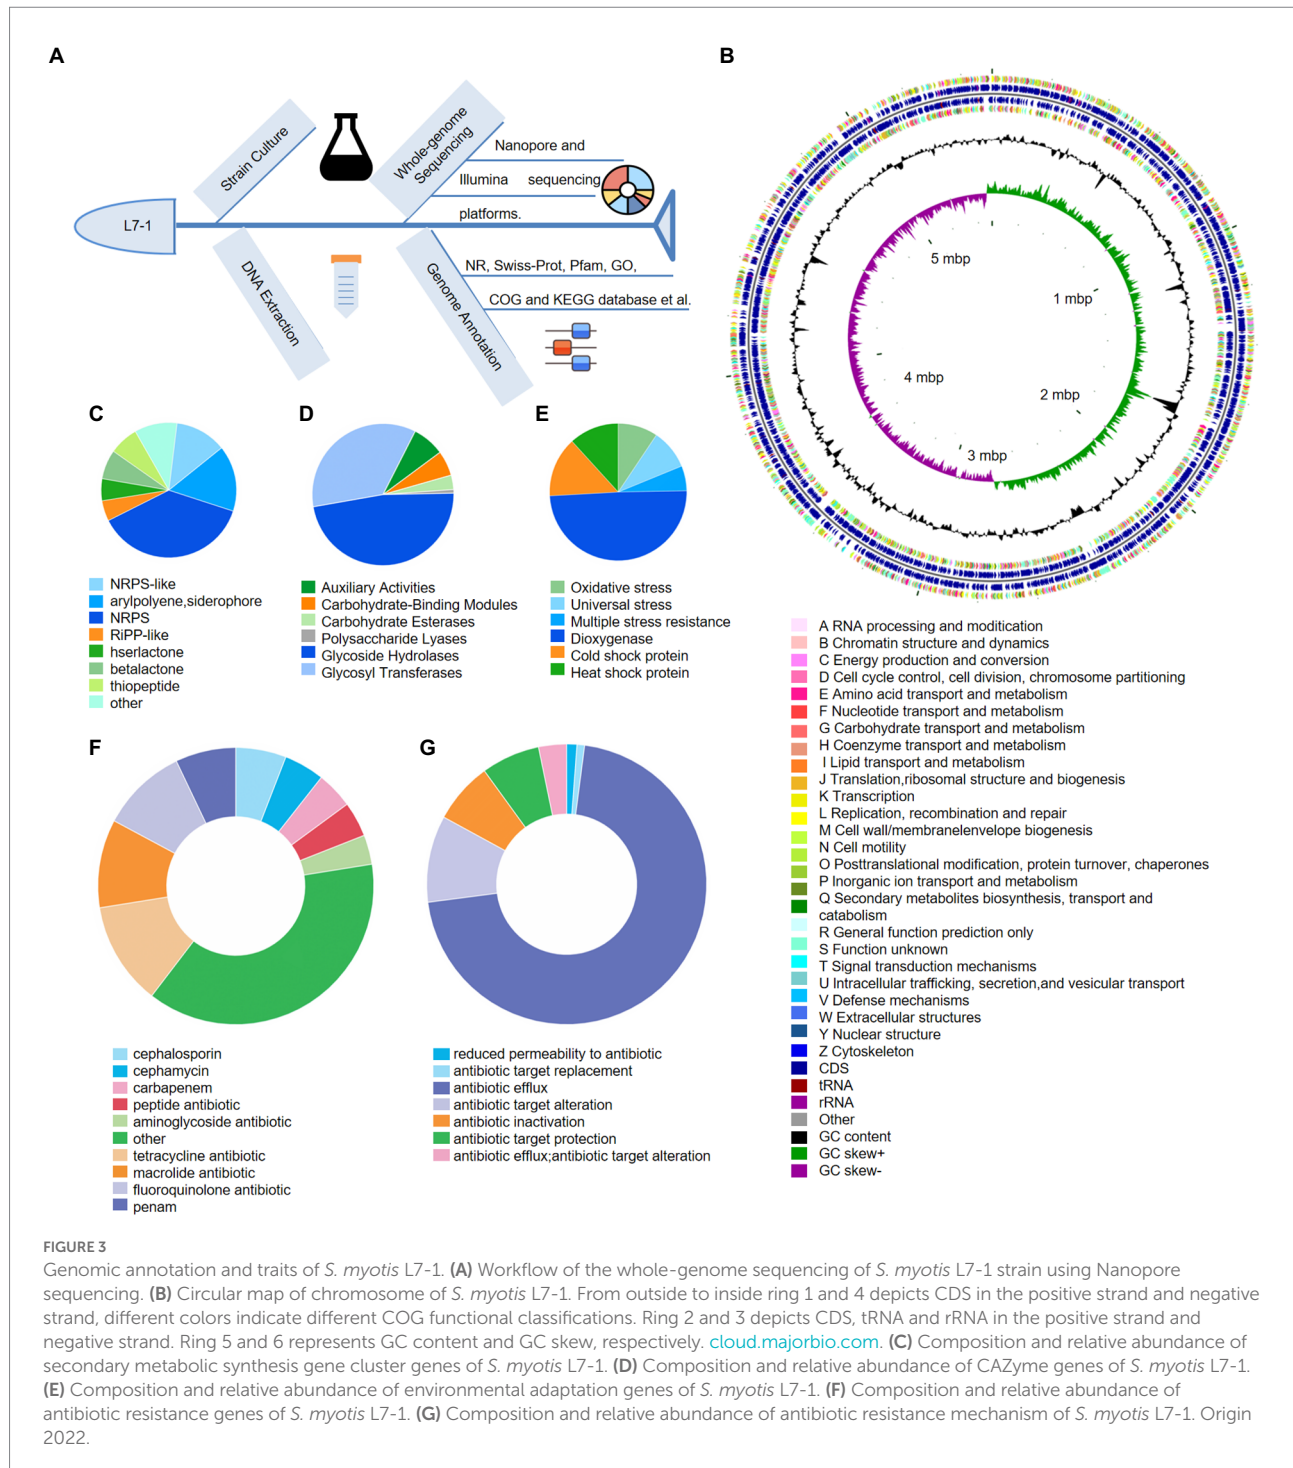 A
Strain Culture
Whole-genome
Sequencing
Nanopore and
Illumina sequencing
platforms.
L7-1
DNA Extraction
Genome Annotation
NR, Swiss-Prot, Pfam, GO,
COG and KEGG database et al.
B
5 mbp
1 mbp
4 mbp
2 mbp
3 mbp
C
NRPS-like
arylpolyene,siderophore
NRPS
RiPP-like
hserlactone
betalactone
thiopeptide
other
D
Auxiliary Activities
Carbohydrate-Binding Modules
Carbohydrate Esterases
Polysaccharide Lyases
Glycoside Hydrolases
Glycosyl Transferases
E
Oxidative stress
Universal stress
Multiple stress resistance
Dioxygenase
Cold shock protein
Heat shock protein
A RNA processing and moditication
B Chromatin structure and dynamics
C Energy production and conversion
D Cell cycle control, cell division, chromosome partitioning
E Amino acid transport and metabolism
F Nucleotide transport and metabolism
G Carbohydrate transport and metabolism
H Coenzyme transport and metabolism
I Lipid transport and metabolism
J Translation,ribosomal structure and biogenesis
K Transcription
L Replication, recombination and repair
M Cell wall/membranelenvelope biogenesis
N Cell motility
O Posttranslational modification, protein turnover, chaperones
P Inorganic ion transport and metabolism
Q Secondary metabolites biosynthesis, transport and
catabolism
R General function prediction only
S Function unknown
T Signal transduction mechanisms
U Intracellular trafficking, secretion,and vesicular transport
V Defense mechanisms
W Extracellular structures
Y Nuclear structure
Z Cytoskeleton
CDS
tRNA
rRNA
Other
GC content
GC skew+
GC skew-
F
cephalosporin
cephamycin
carbapenem
peptide antibiotic
aminoglycoside antibiotic
other
tetracycline antibiotic
macrolide antibiotic
fluoroquinolone antibiotic
penam
G
reduced permeability to antibiotic
antibiotic target replacement
antibiotic efflux
antibiotic target alteration
antibiotic inactivation
antibiotic target protection
antibiotic efflux;antibiotic target alteration
FIGURE 3
Genomic annotation and traits of S. myotis L7-1. (A) Workflow of the whole-genome sequencing of S. myotis L7-1 strain using Nanopore
sequencing. (B) Circular map of chromosome of S. myotis L7-1. From outside to inside ring 1 and 4 depicts CDS in the positive strand and negative
strand, different colors indicate different COG functional classifications. Ring 2 and 3 depicts CDS, tRNA and rRNA in the positive strand and
negative strand. Ring 5 and 6 represents GC content and GC skew, respectively. cloud.majorbio.com. (C) Composition and relative abundance of
secondary metabolic synthesis gene cluster genes of S. myotis L7-1. (D) Composition and relative abundance of CAZyme genes of S. myotis L7-1.
(E) Composition and relative abundance of environmental adaptation genes of S. myotis L7-1. (F) Composition and relative abundance of
antibiotic resistance genes of S. myotis L7-1. (G) Composition and relative abundance of antibiotic resistance mechanism of S. myotis L7-1. Origin
2022.